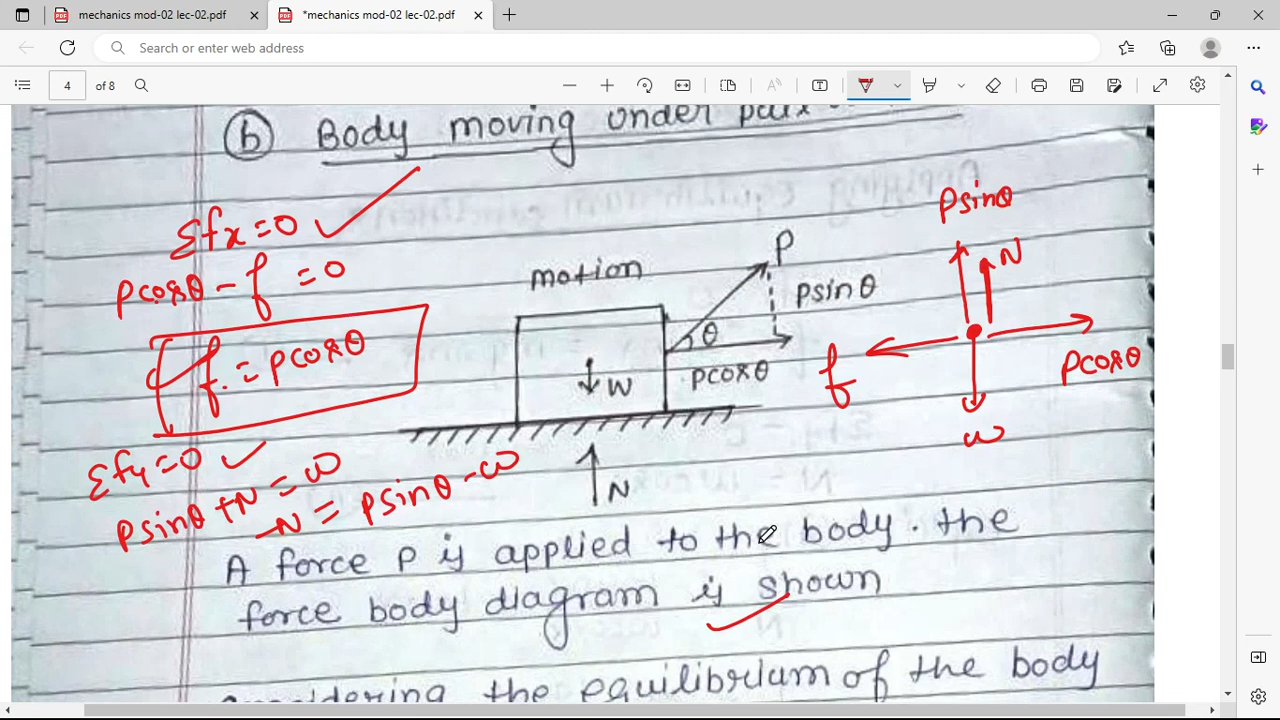 mechanics mod-02 lec-02.pdf
*mechanics mod-02 lec-02.pdf
Search or enter web address
4 of 8
(b) Body moving under
Σfx=0
Pcosθ - f = 0
f = Pcosθ
Σfy=0
Psinθ + N = W
-N = Psinθ - W
motion
P
Psinθ
θ
Pcosθ
W
N
Psinθ
N
f
Pcosθ
W
A force P is applied to the body. the
force body diagram is shown
the equilibrium of the body